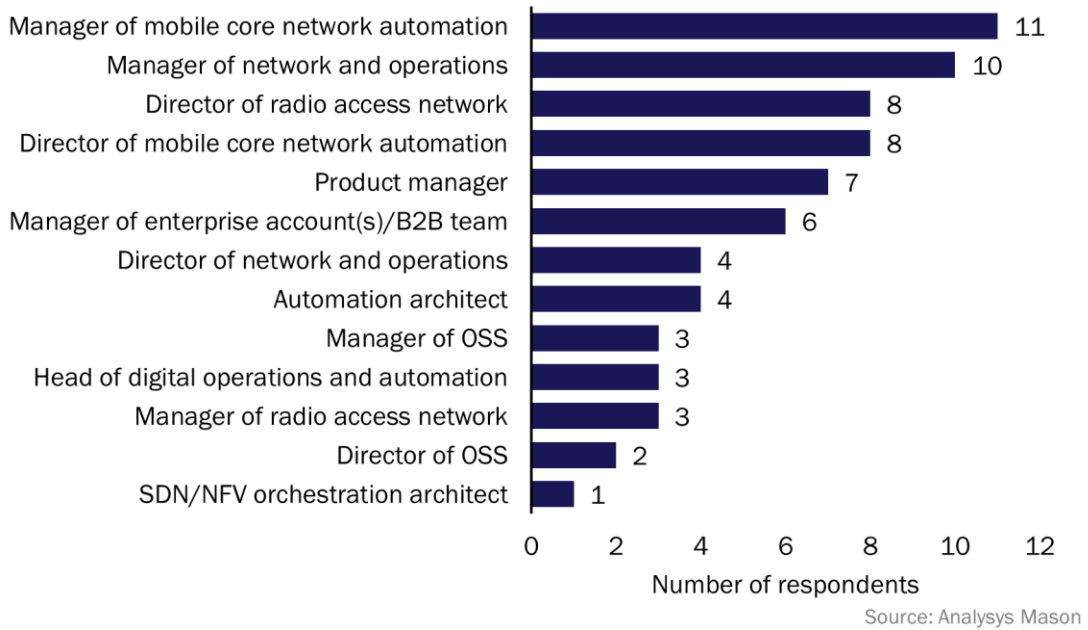 Manager of mobile core network automation 11
Manager of network and operations 10
Director of radio access network 8
Director of mobile core network automation 8
Product manager 7
Manager of enterprise account(s)/B2B team 6
Director of network and operations 4
Automation architect 4
Manager of OSS 3
Head of digital operations and automation 3
Manager of radio access network 3
Director of OSS 2
SDN/NFV orchestration architect 1
0 2 4 6 8 10 12
Number of respondents
Source: Analysys Mason